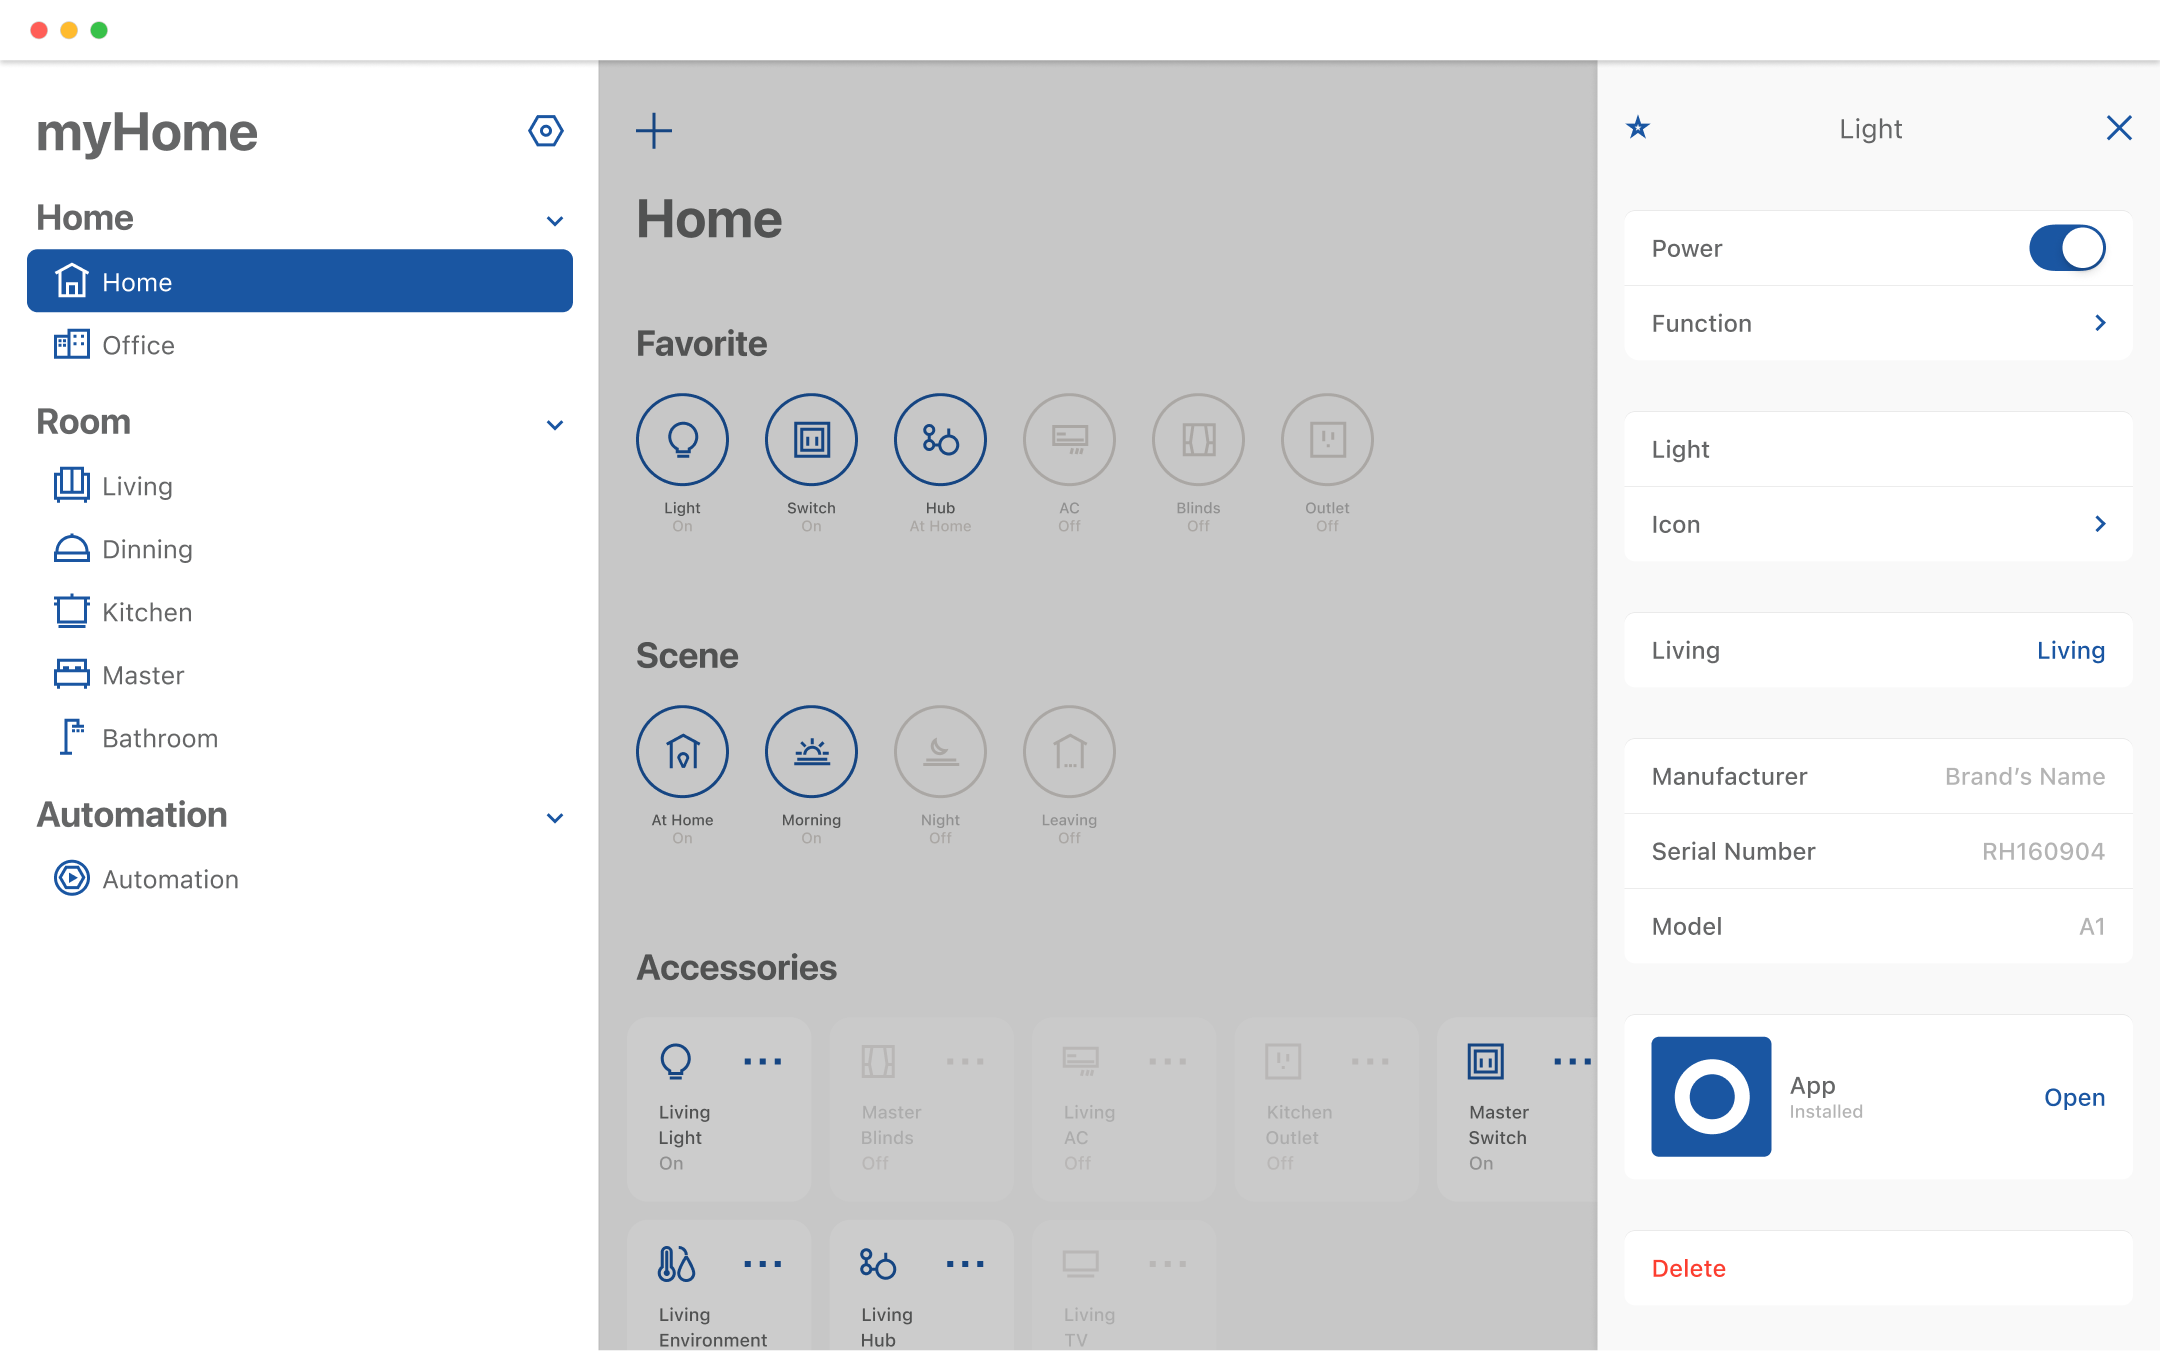 myHome
Home
Home
Office
Room
Living
Dinning
Kitchen
Master
Bathroom
Automation
Automation
Home
Favorite
Light
On
Switch
On
Hub
At Home
AC
Off
Blinds
Off
Outlet
Off
Scene
At Home
On
Morning
On
Night
Off
Leaving
Off
Accessories
Living
Light
On
Master
Blinds
Off
Living
AC
Off
Kitchen
Outlet
Off
Master
Switch
On
Living
Environment
Living
Hub
Living
TV
Light
Power
Function
Light
Icon
Living Living
Manufacturer Brand’s Name
Serial Number RH160904
Model A1
App
Installed
Open
Delete